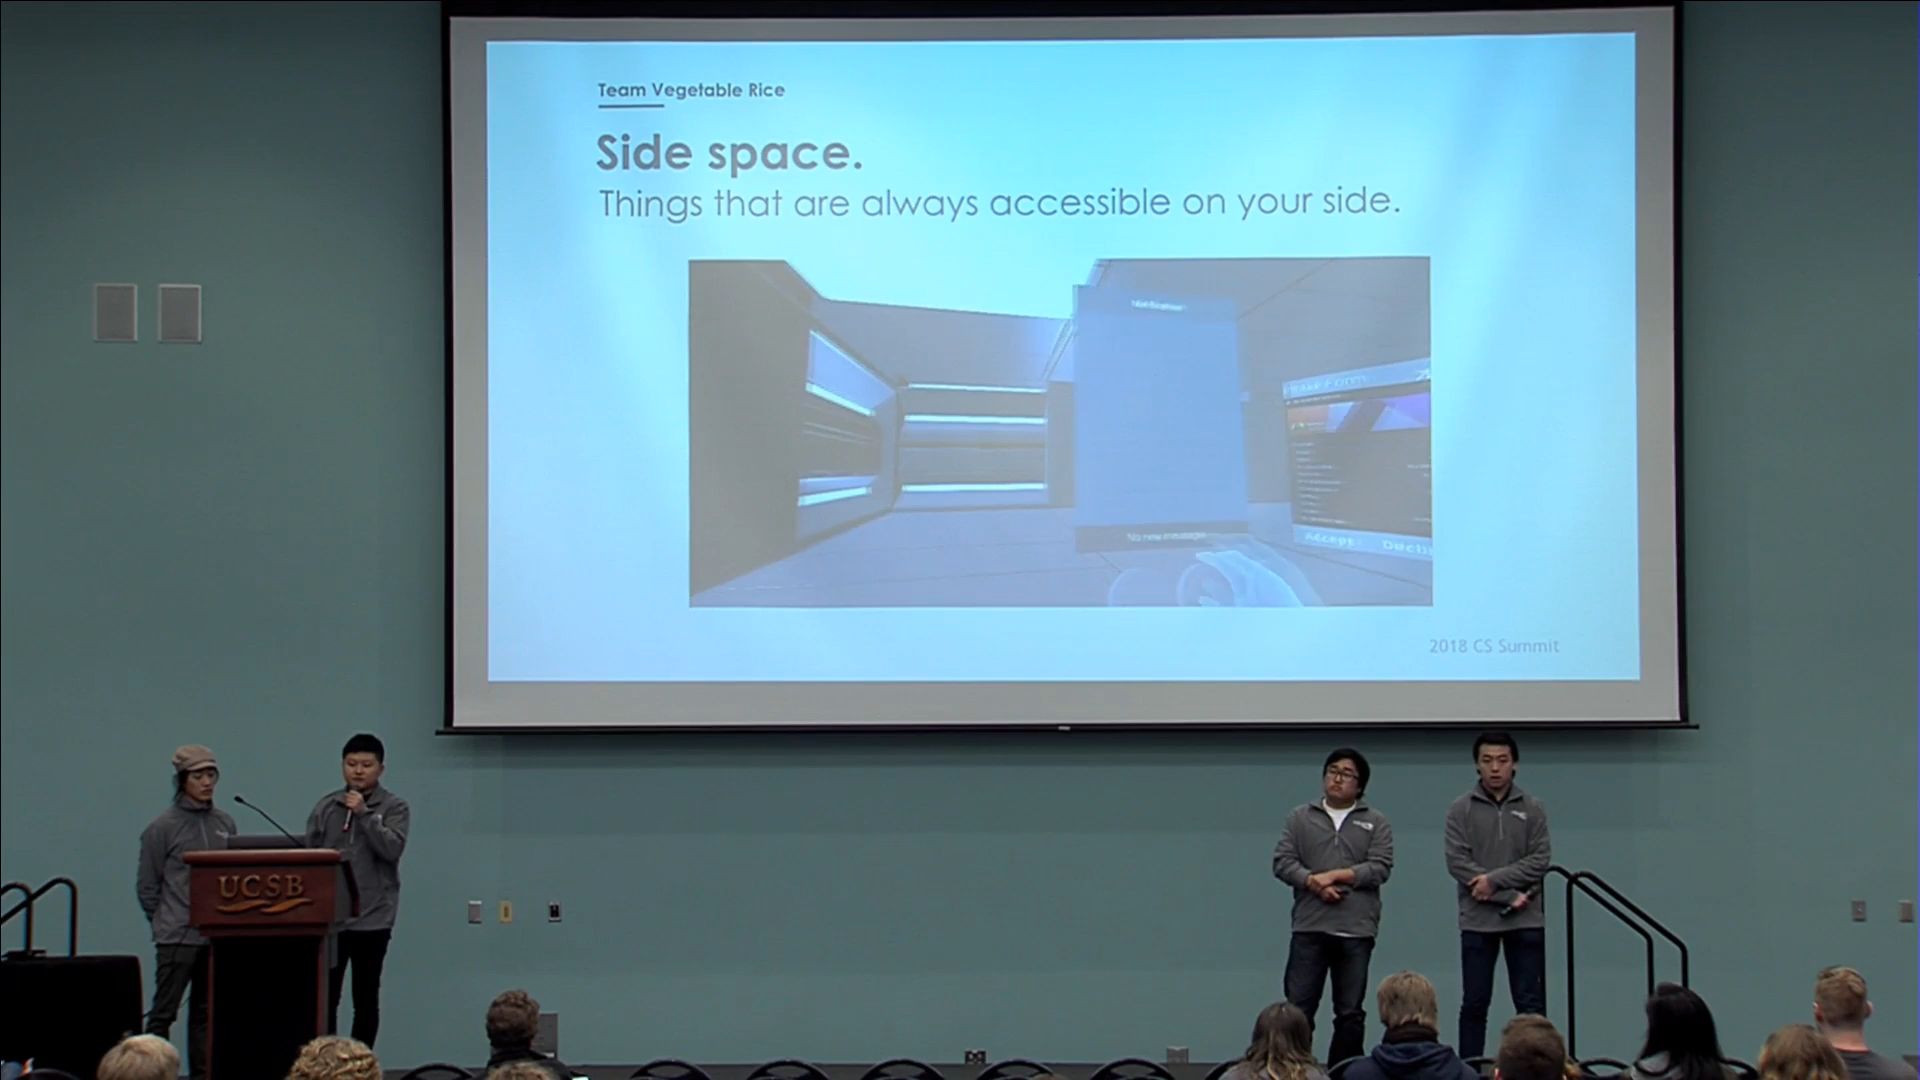 Team Vegetable Rice
Side space.
Things that are always accessible on your side.
Notification
No new message
Accept
2018 CS Summit
UCSB